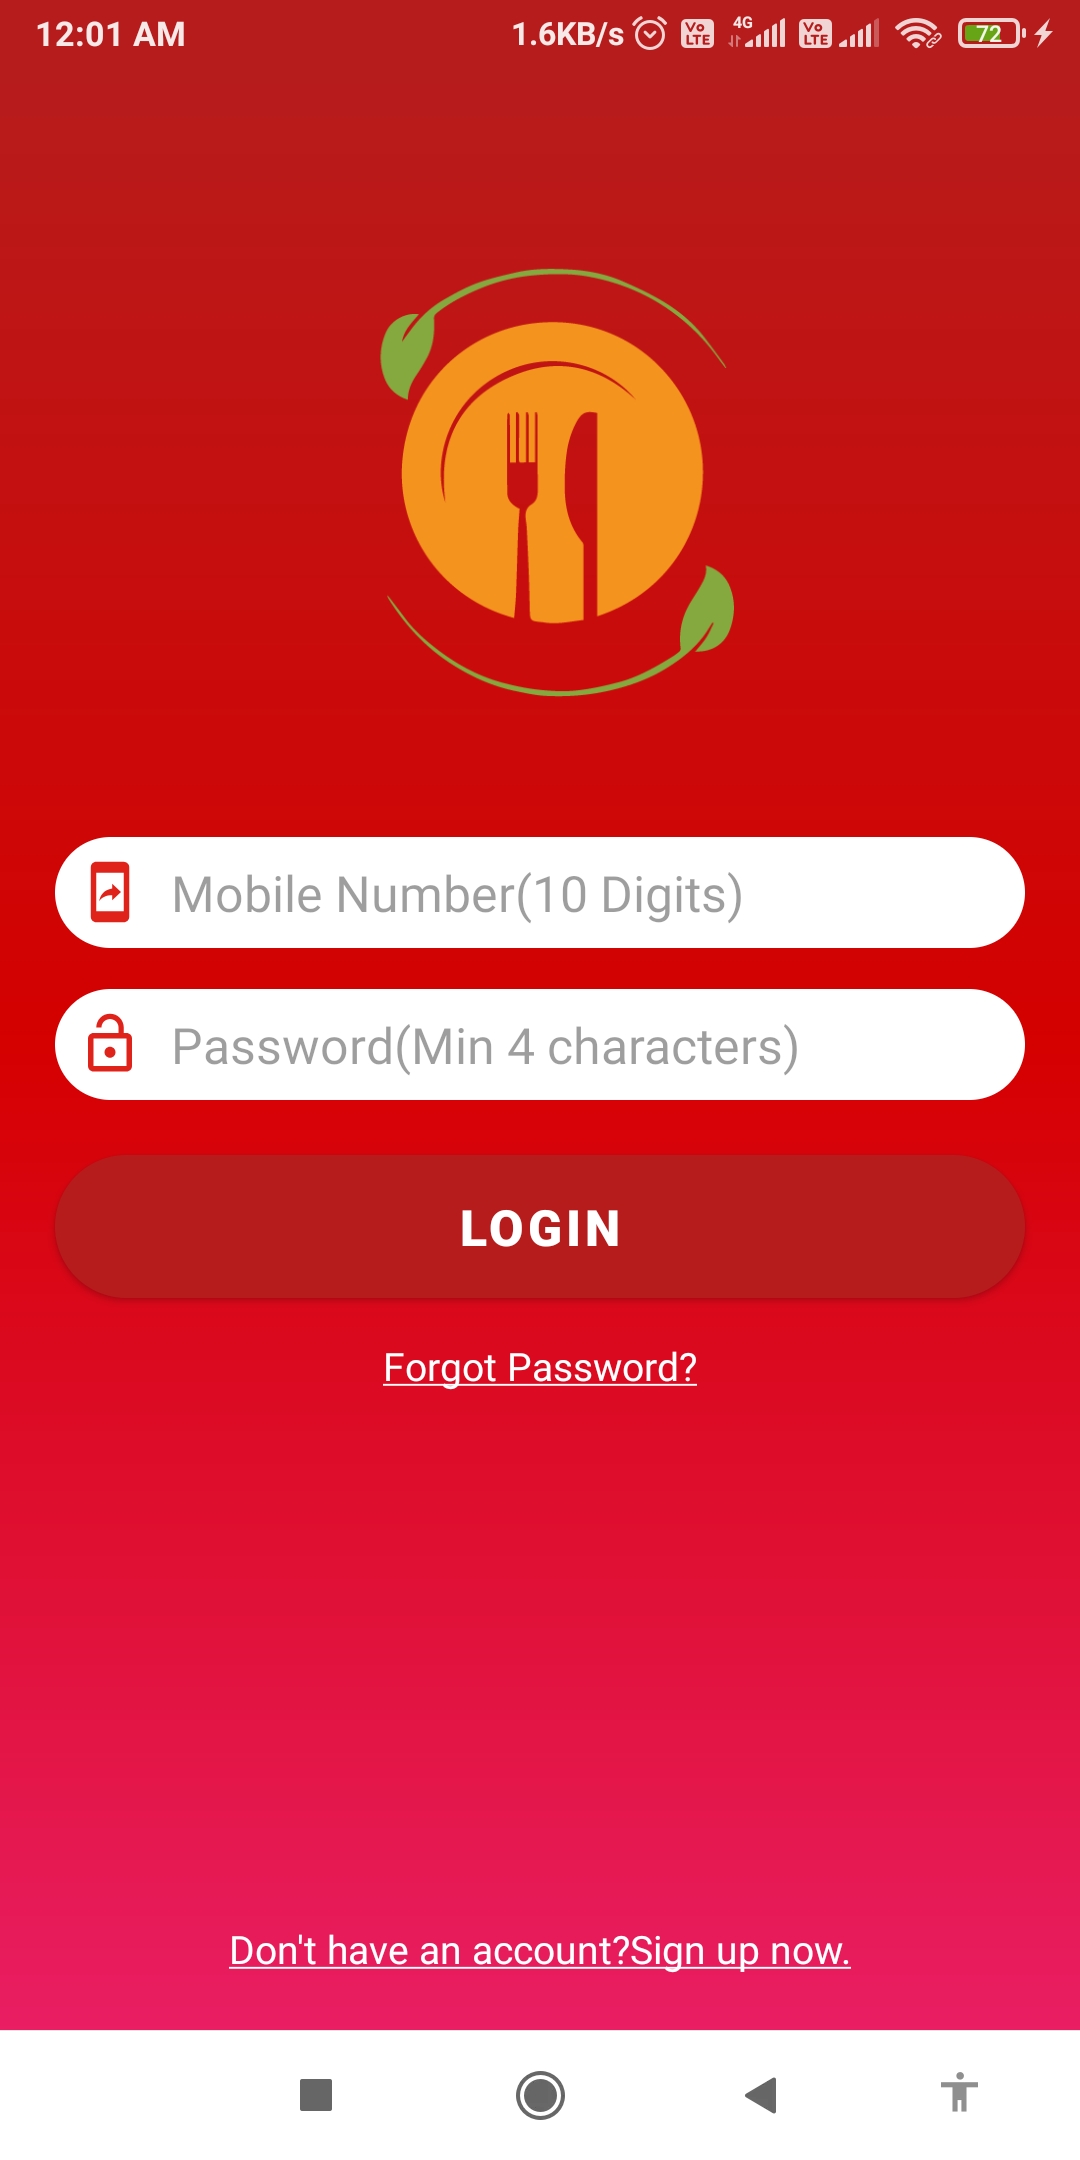 12:01 AM 1.6KB/s Vo LTE 4G Vo LTE 72
Mobile Number(10 Digits)
Password(Min 4 characters)
LOGIN
Forgot Password?
Don't have an account?Sign up now.